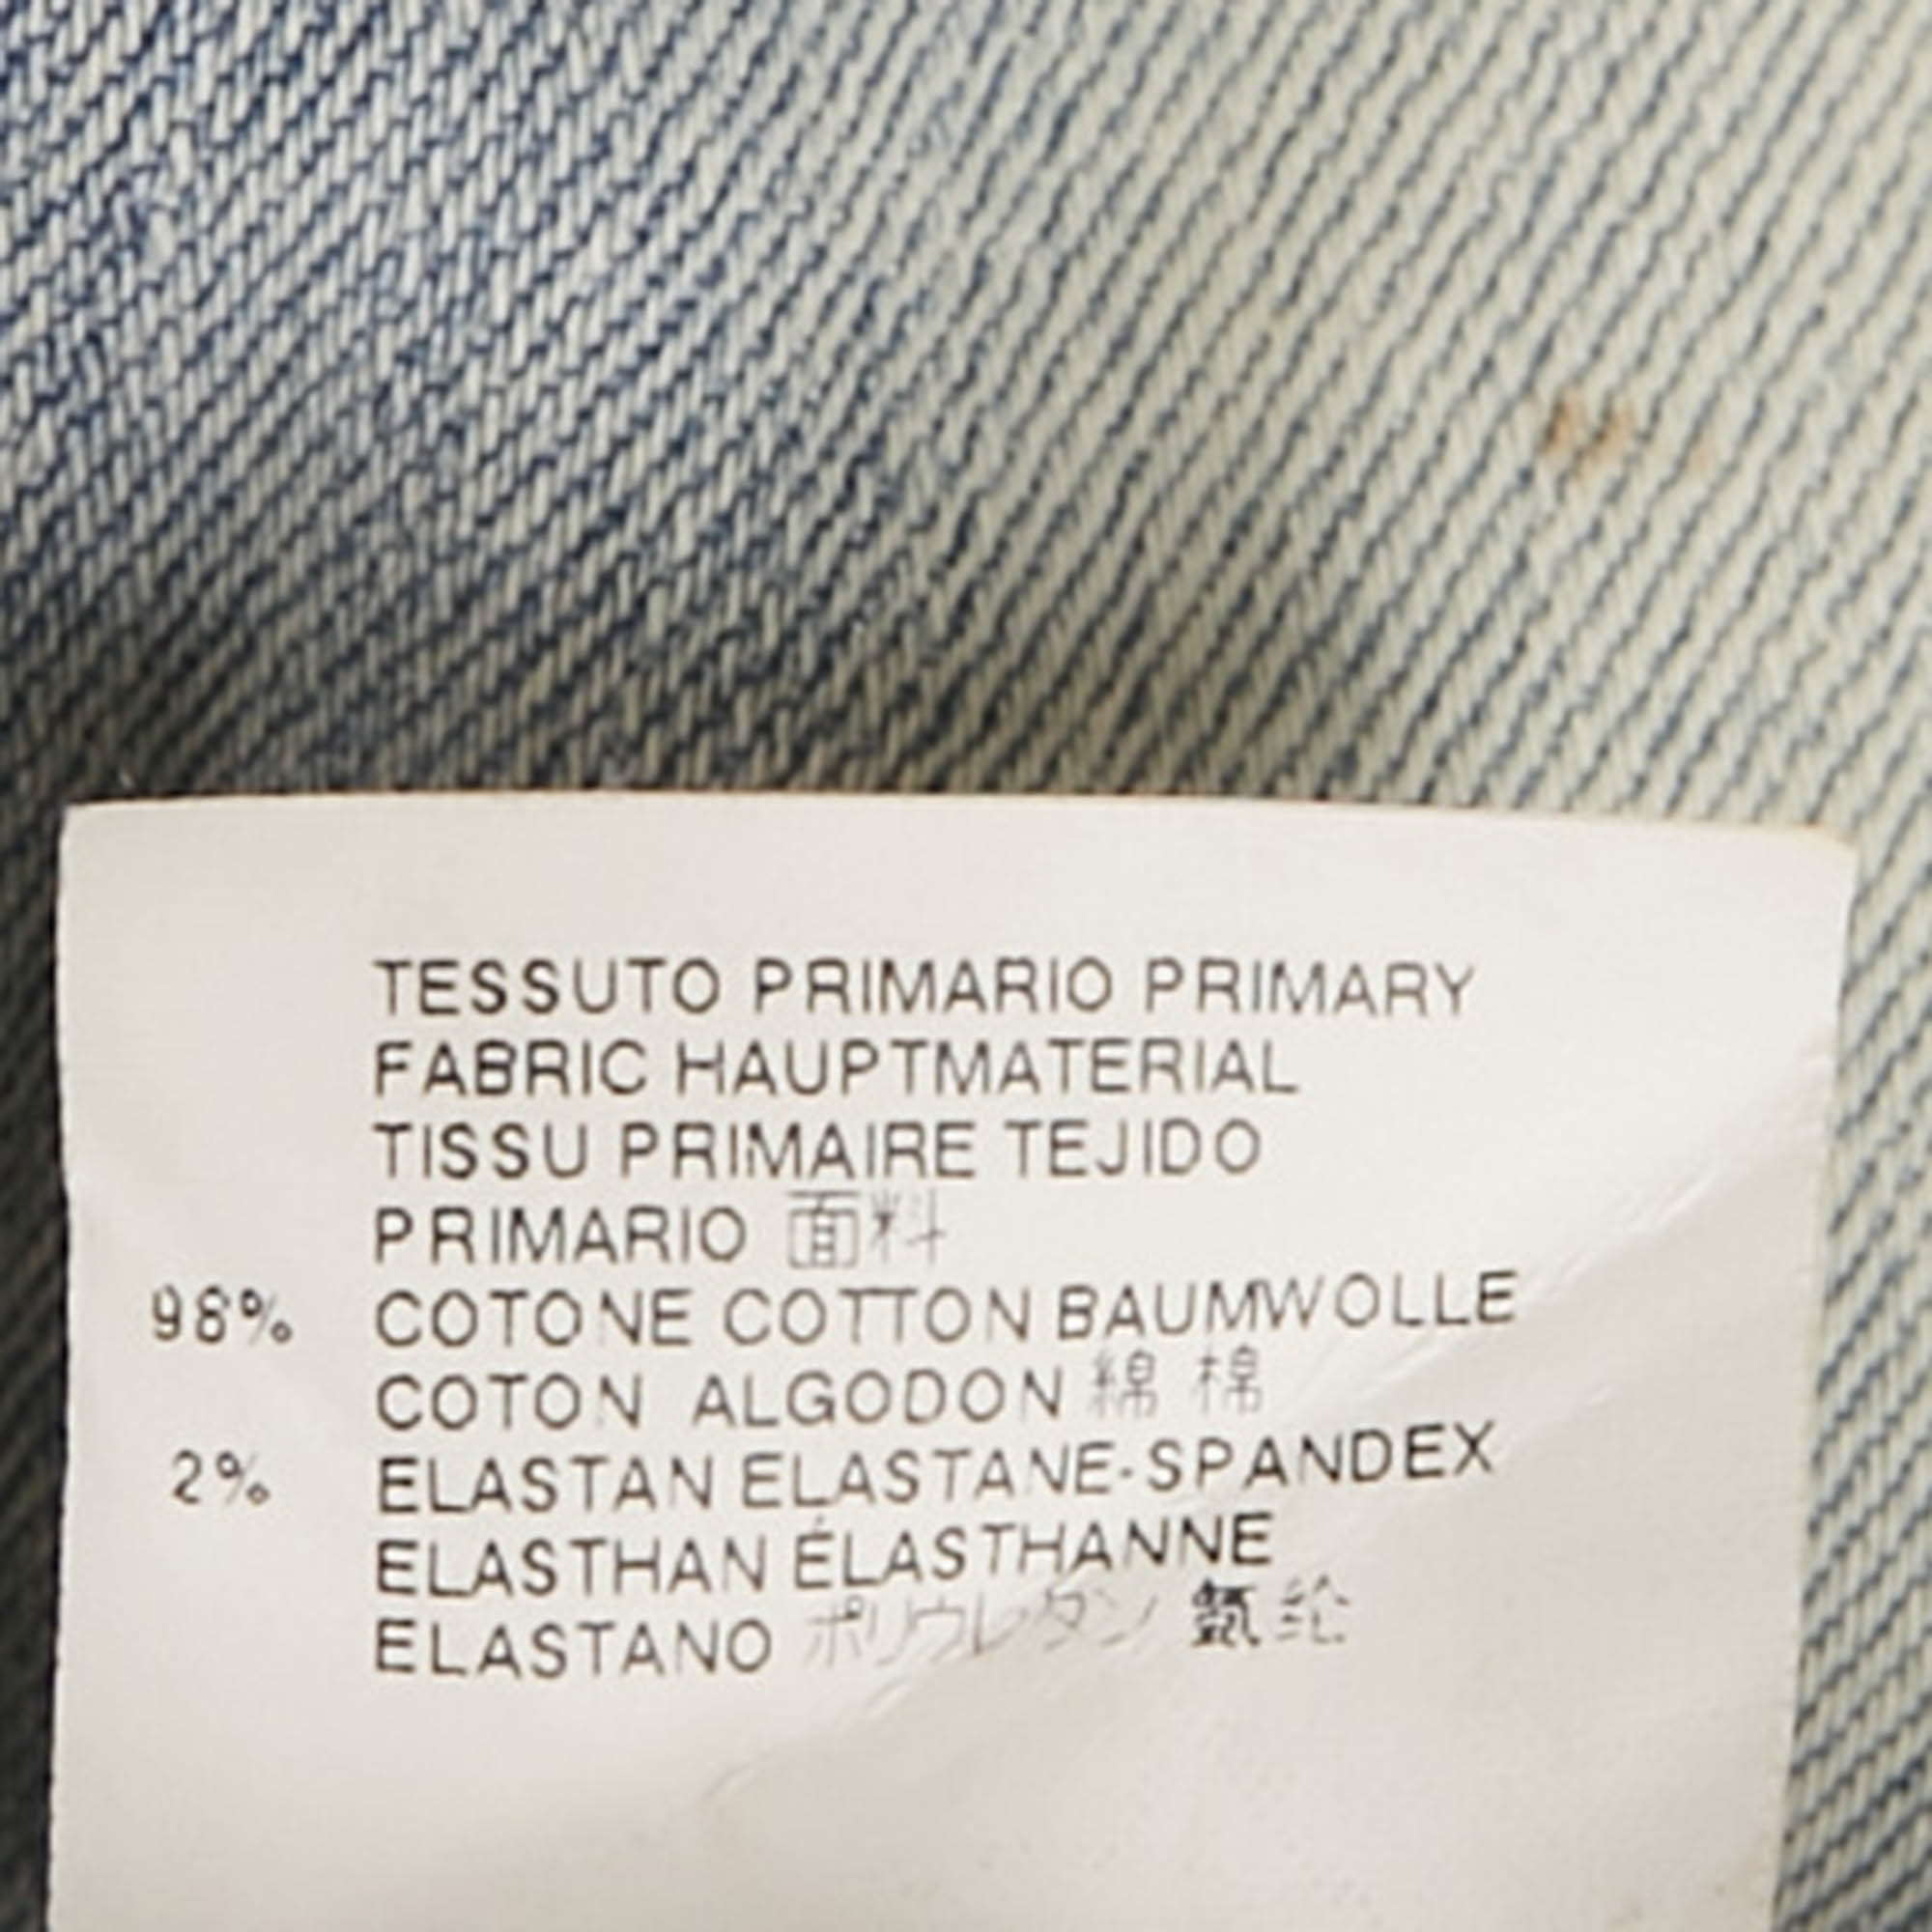 TESSUTO PRIMARIO PRIMARY
FABRIC HAUPTMATERIAL
TISSU PRIMAIRE TEJIDO
PRIMARIO 面料
98% COTONE COTTON BAUMWOLLE
COTON ALGODON 綿 棉
2% ELASTAN ELASTANE-SPANDEX
ELASTHAN ÉLASTHANNE
ELASTANO ポリウレタン 氨纶